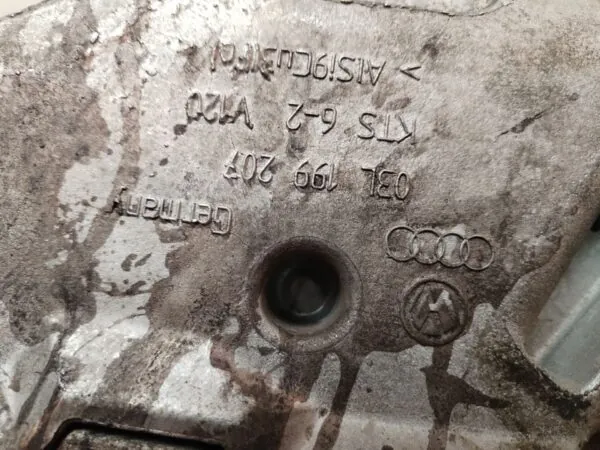 Germany
03L 199 207
KTS 6-2 V120
> AlSi9Cu3(Fe)